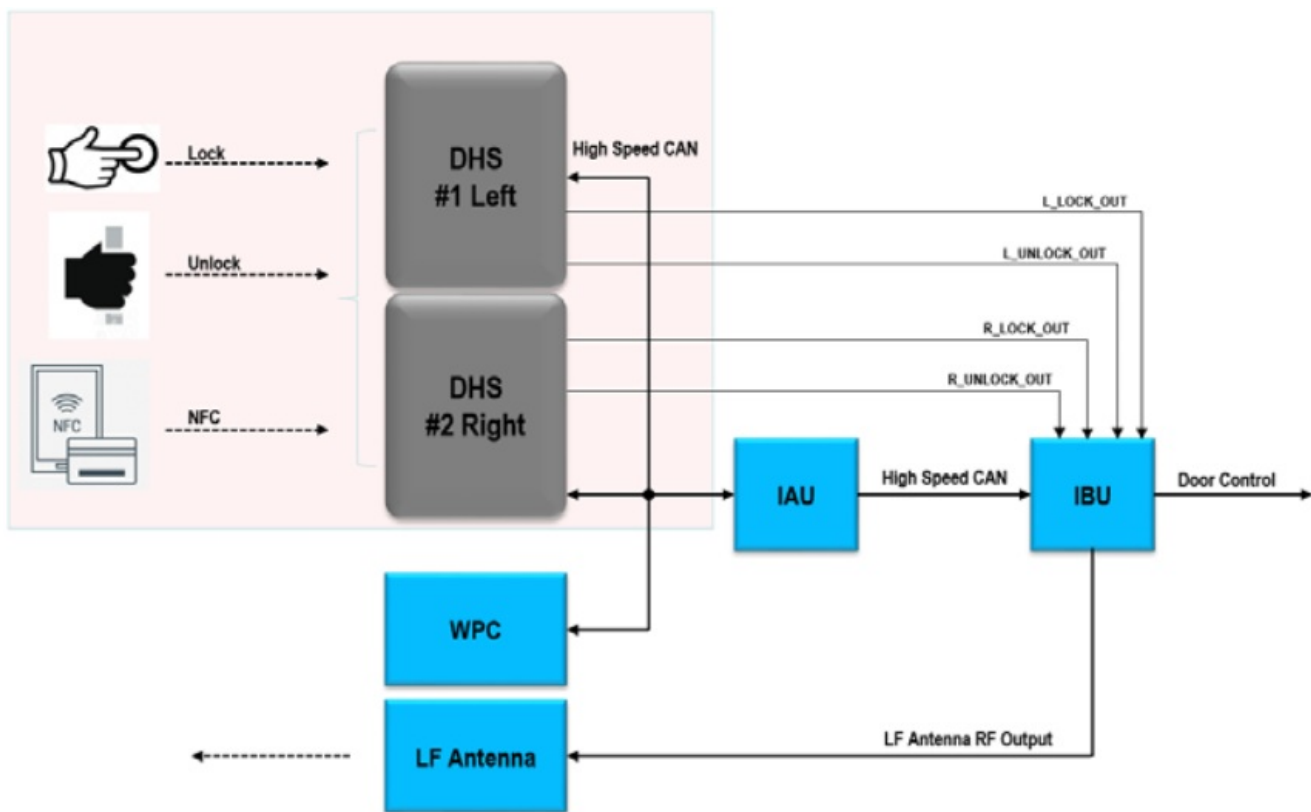 Lock
Unlock
NFC
NFC
DHS
#1 Left
DHS
#2 Right
High Speed CAN
L_LOCK_OUT
L_UNLOCK_OUT
R_LOCK_OUT
R_UNLOCK_OUT
IAU
High Speed CAN
IBU
Door Control
WPC
LF Antenna
LF Antenna RF Output